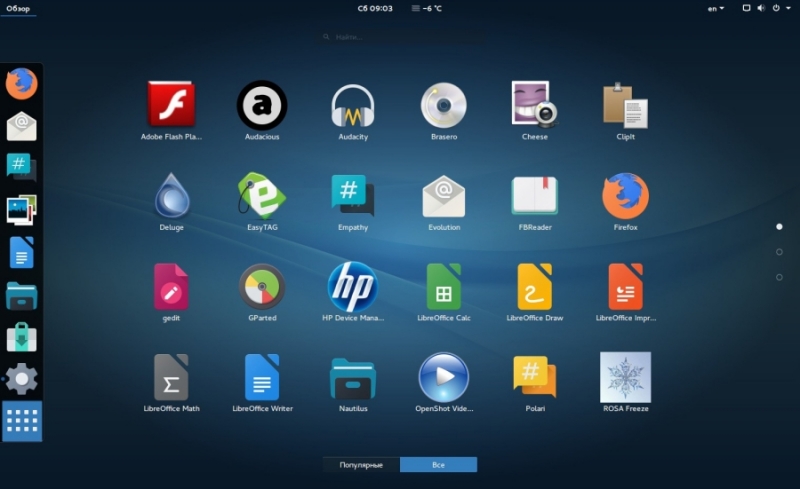 Обзор
Сб 09:03
−6 °C
en
Найти...
Adobe Flash Pla...
Audacious
Audacity
Brasero
Cheese
ClipIt
Deluge
EasyTAG
Empathy
Evolution
FBReader
Firefox
gedit
GParted
HP Device Mana...
LibreOffice Calc
LibreOffice Draw
LibreOffice Impr...
LibreOffice Math
LibreOffice Writer
Nautilus
OpenShot Vide...
Polari
ROSA Freeze
Популярные
Все